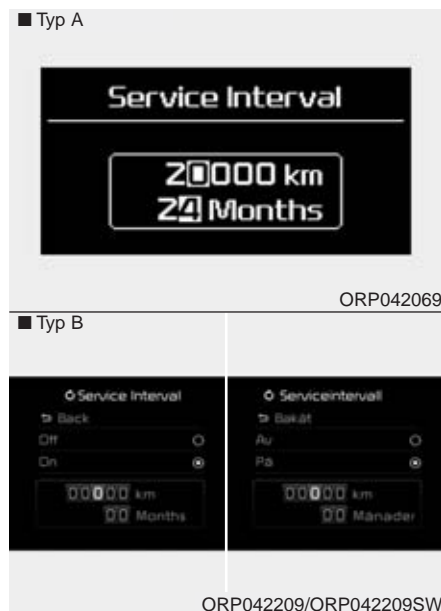 ■ Typ A
Service Interval
20000 km
24 Months
ORP042069
■ Typ B
Service Interval
Back
Off
On
00000 km
00 Months
Serviceintervall
Bakåt
Av
På
00000 km
00 Månader
ORP042209/ORP042209SW